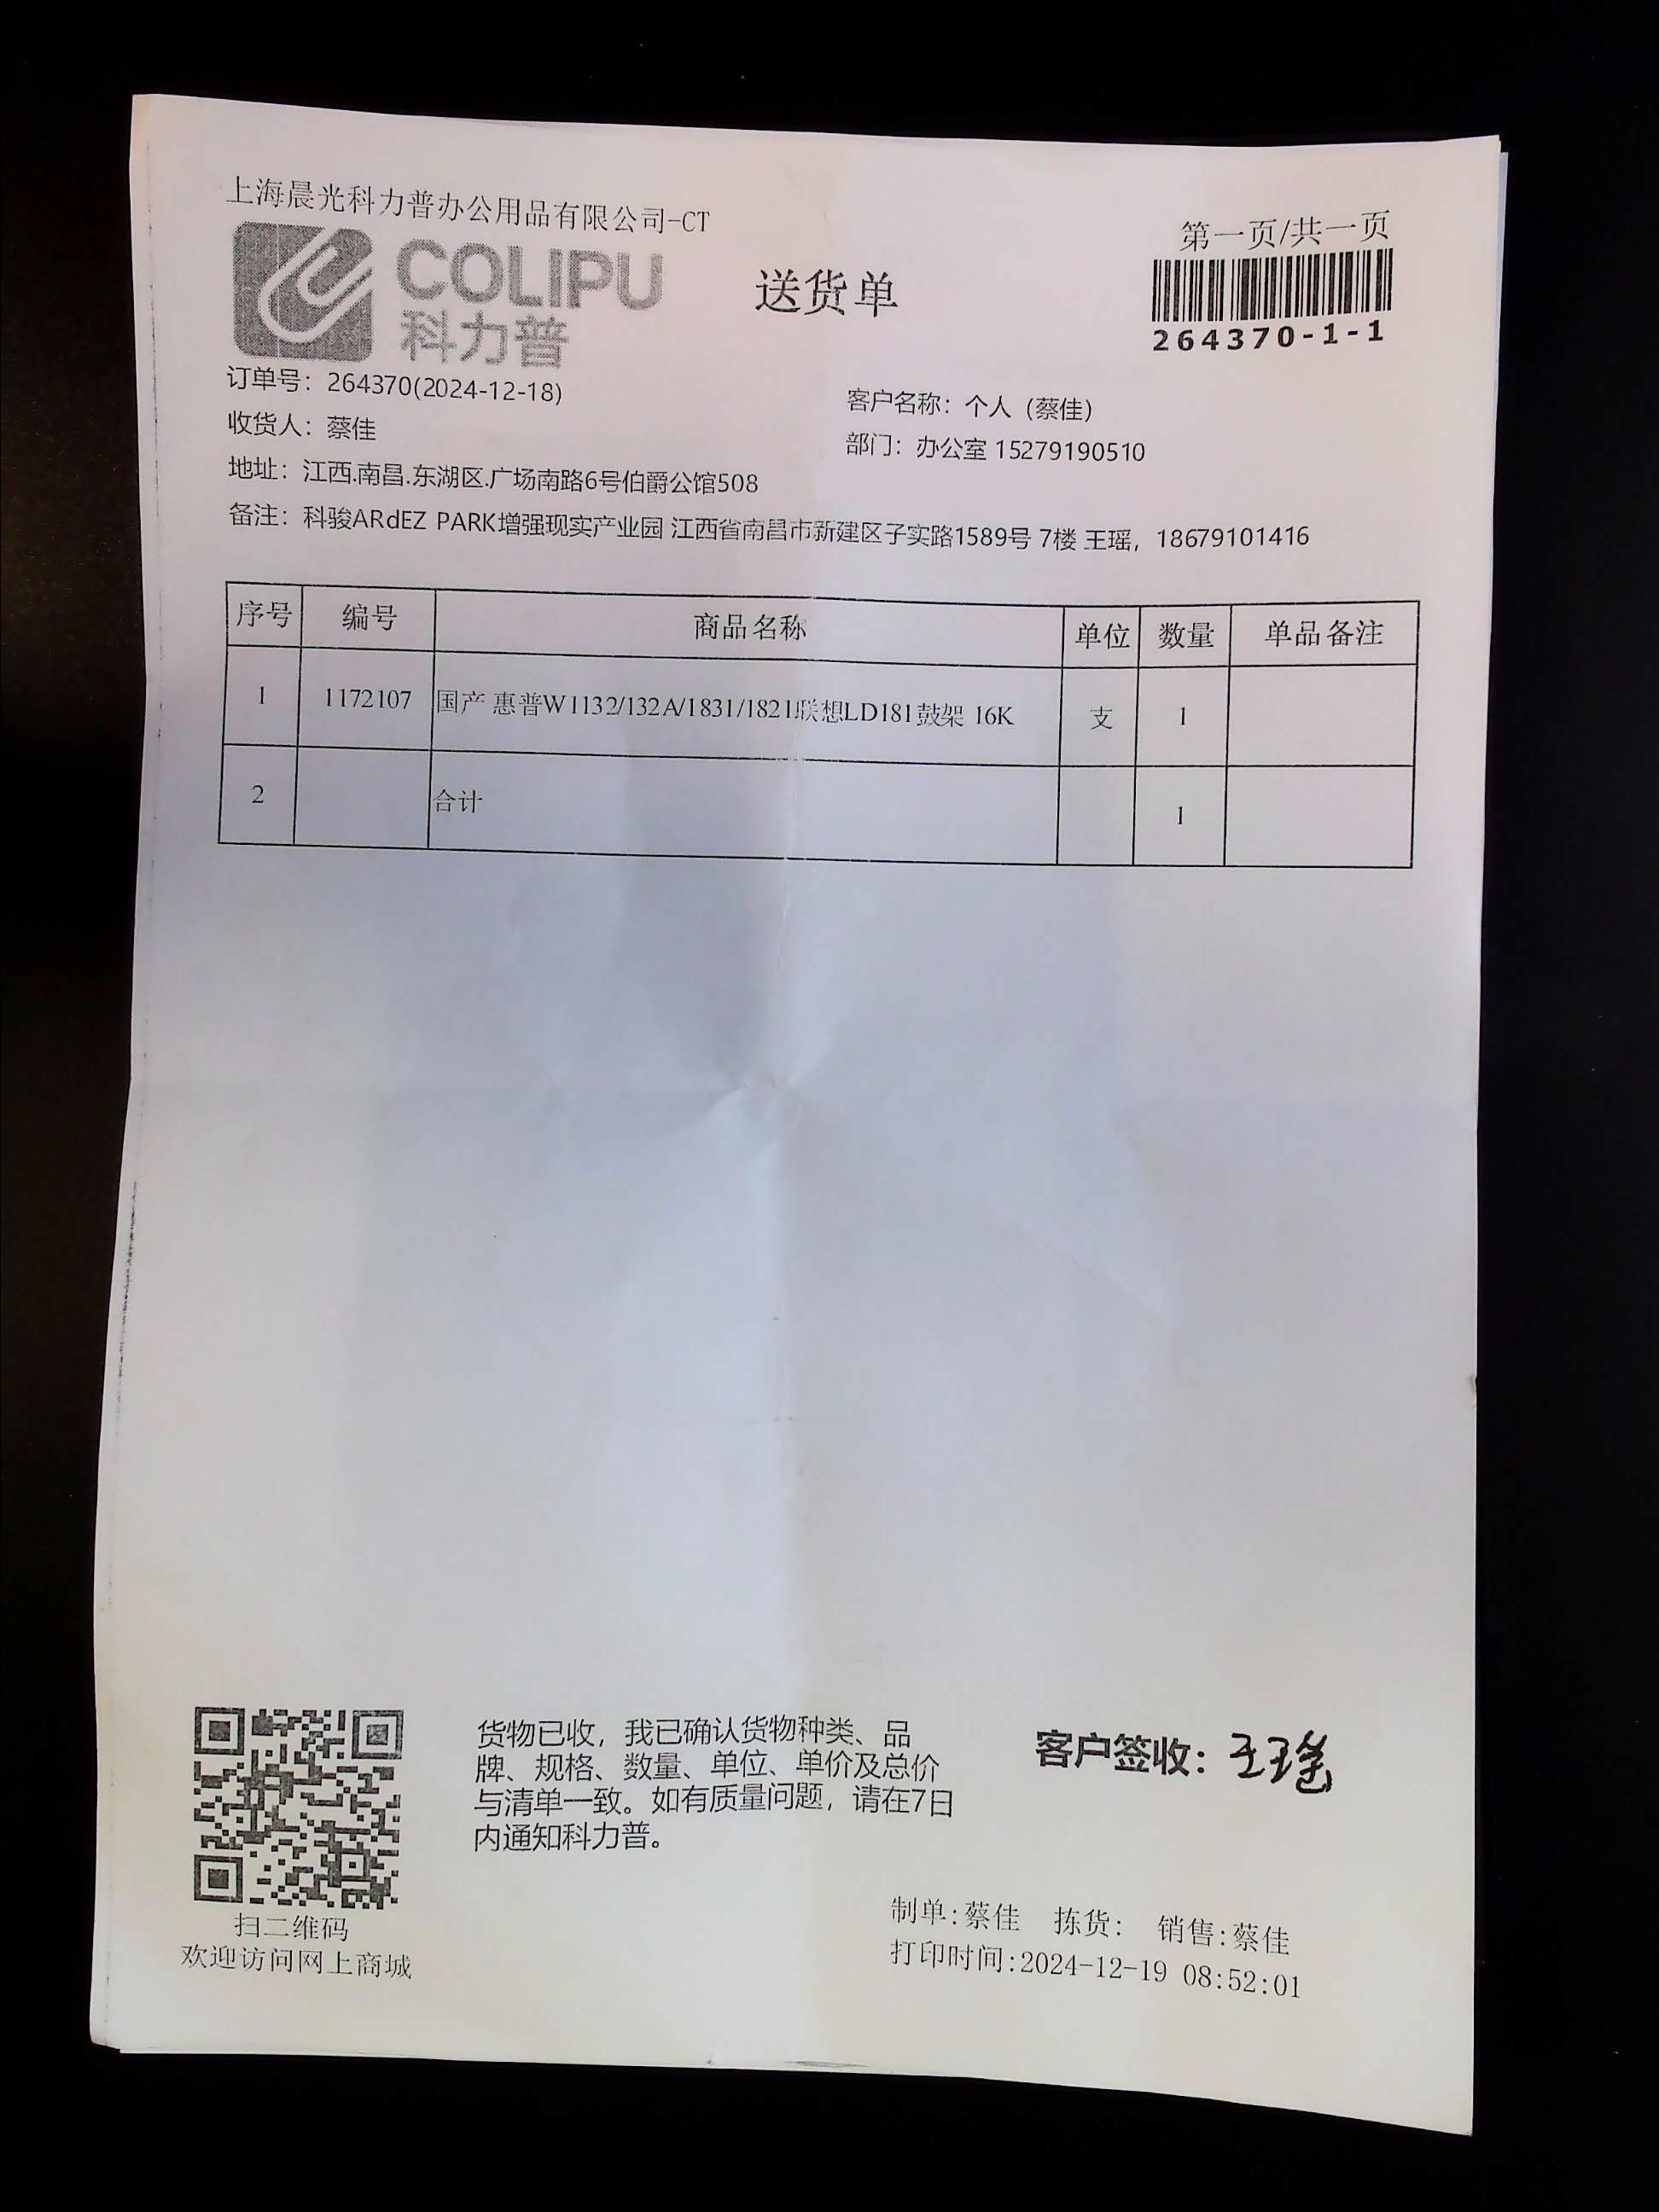 上海晨光科力普办公用品有限公司-CT
第一页/共一页
COLIPU
科力普
送货单
264370-1-1
订单号：264370(2024-12-18)
客户名称：个人（蔡佳）
收货人：蔡佳
部门：办公室 15279190510
地址：江西.南昌.东湖区.广场南路6号伯爵公馆508
备注：科骏ARdEZ PARK增强现实产业园 江西省南昌市新建区子实路1589号 7楼 王瑶，18679101416
序号 编号 商品名称 单位 数量 单品备注
1 1172107 国产 惠普W1132/132A/1831/1821联想LD181鼓架 16K 支 1
2 合计 1
货物已收，我已确认货物种类、品
牌、规格、数量、单位、单价及总价
与清单一致。如有质量问题，请在7日
内通知科力普。
客户签收：王瑶
扫二维码
欢迎访问网上商城
制单:蔡佳 拣货: 销售:蔡佳
打印时间:2024-12-19 08:52:01